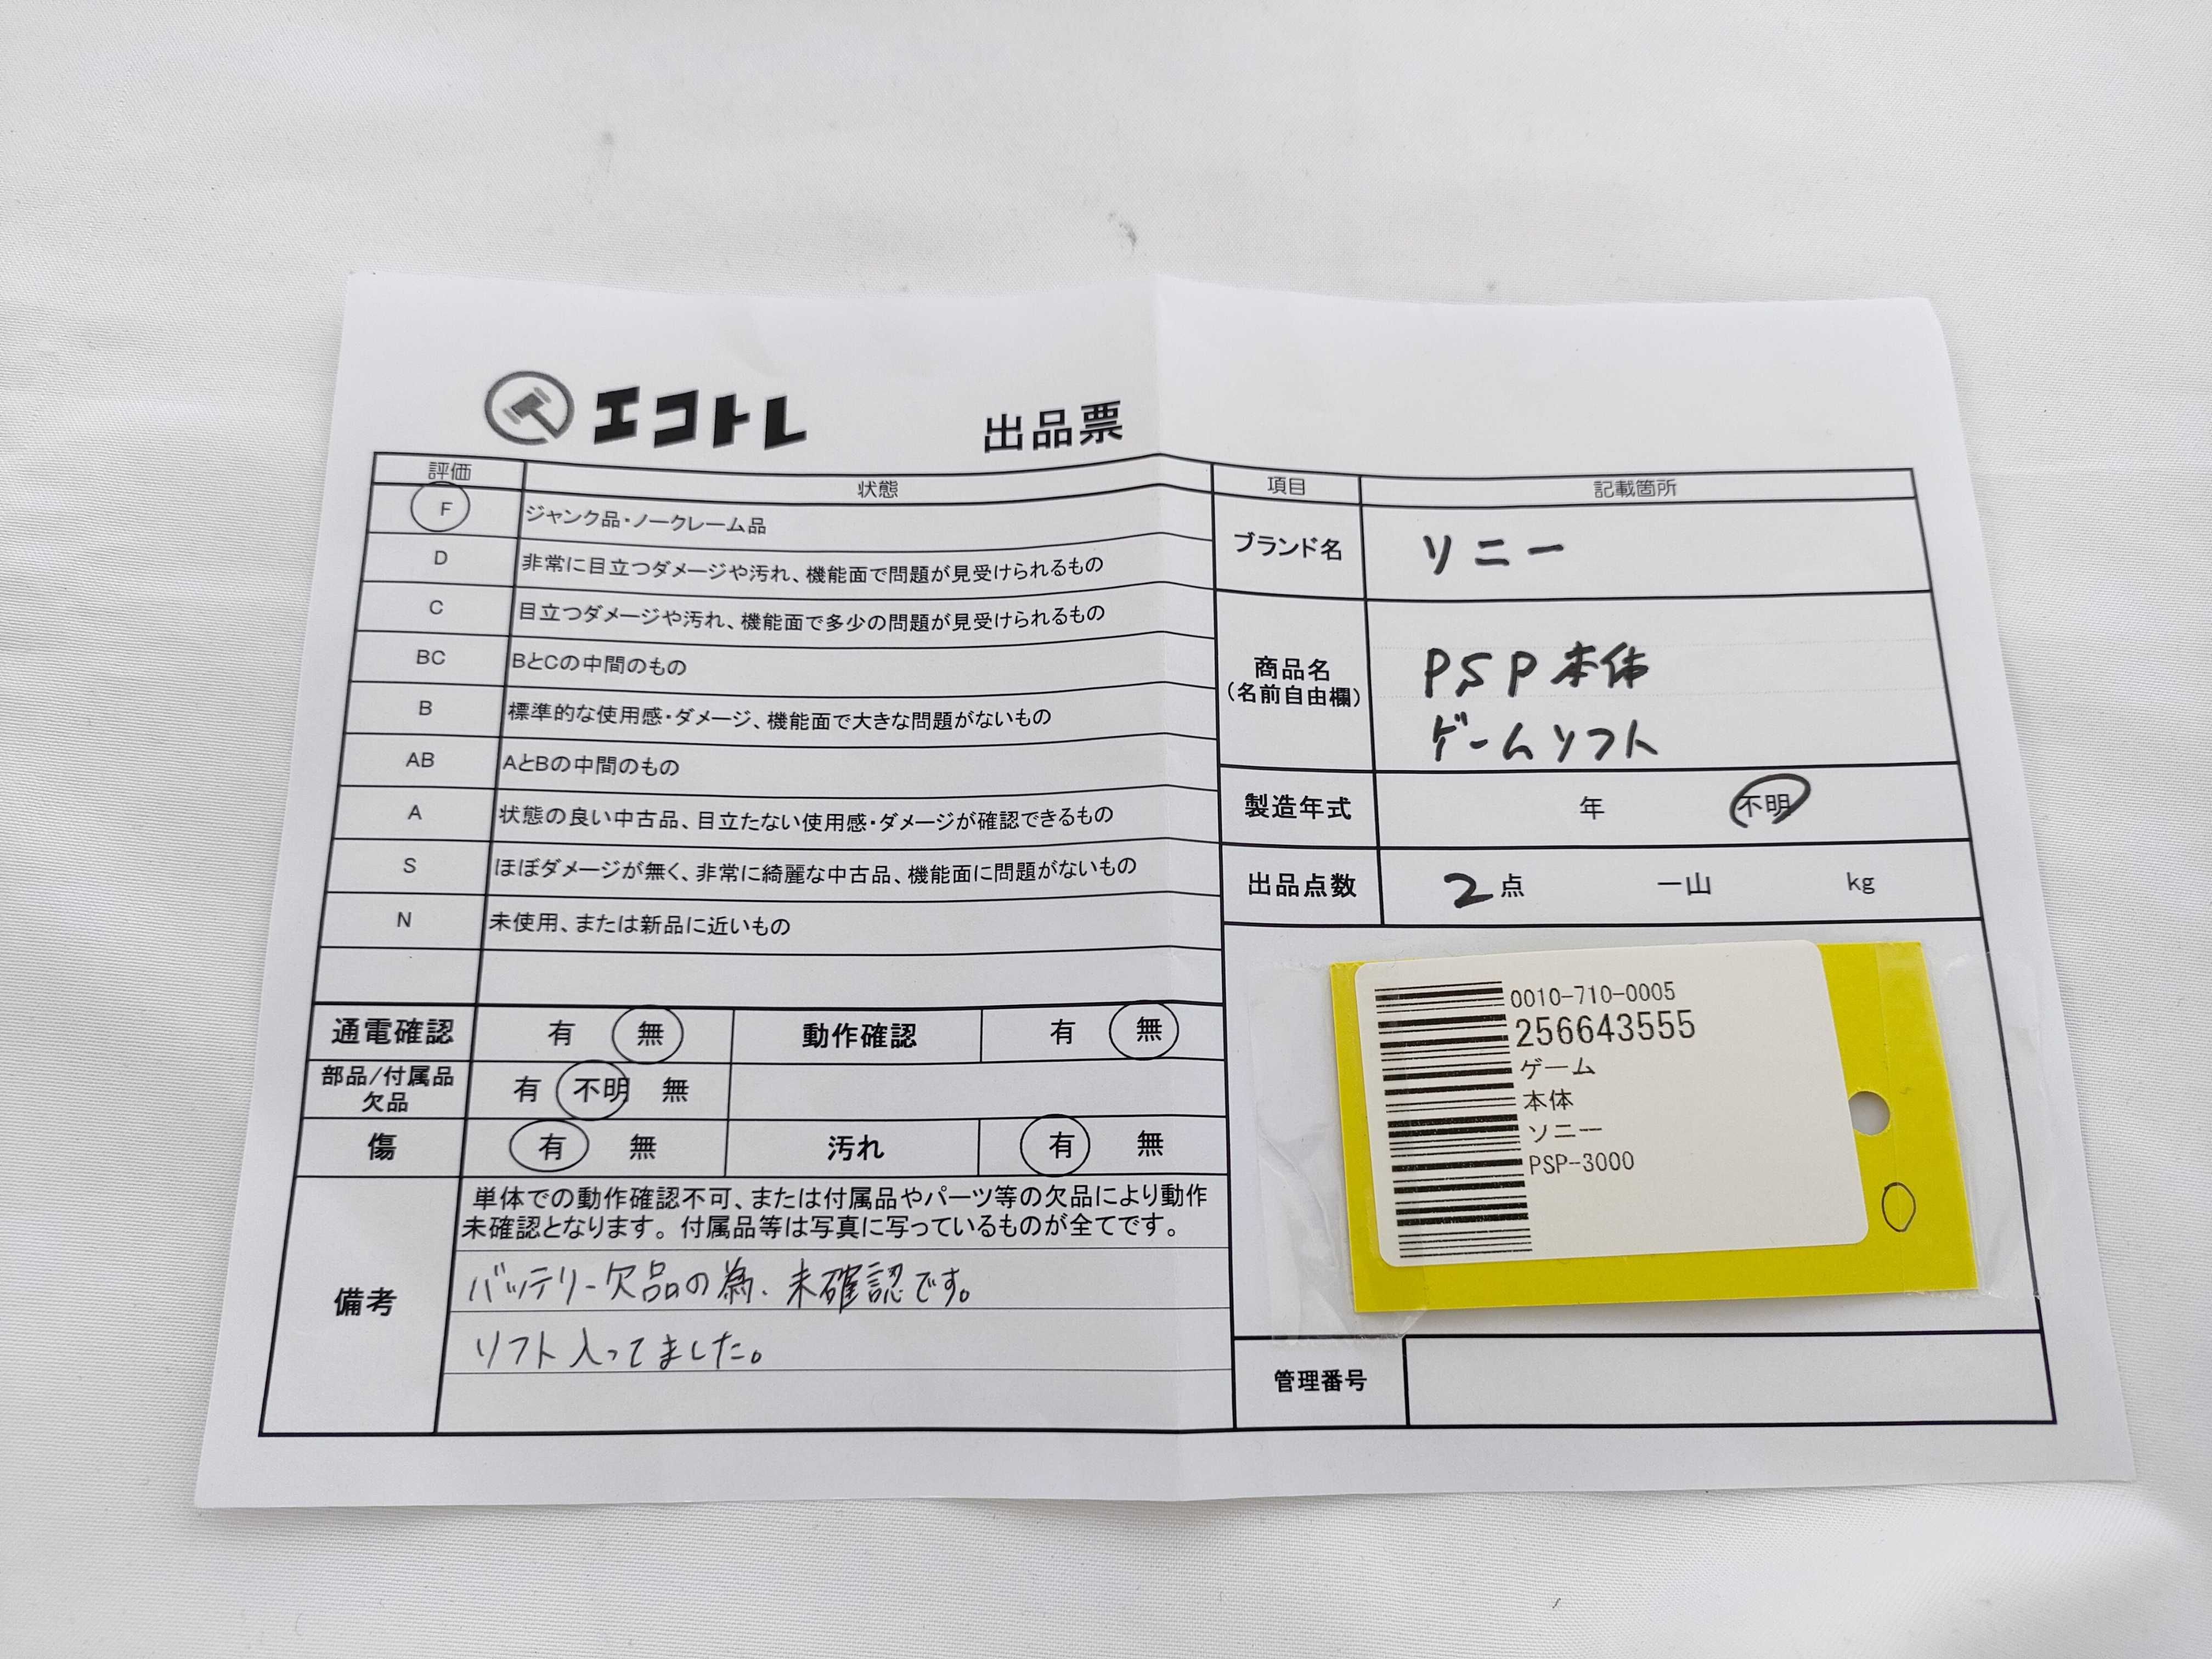 エコトレ
出品票
評価 状態
F ジャンク品・ノークレーム品
D 非常に目立つダメージや汚れ、機能面で問題が見受けられるもの
C 目立つダメージや汚れ、機能面で多少の問題が見受けられるもの
BC BとCの中間のもの
B 標準的な使用感・ダメージ、機能面で大きな問題がないもの
AB AとBの中間のもの
A 状態の良い中古品、目立たない使用感・ダメージが確認できるもの
S ほぼダメージが無く、非常に綺麗な中古品、機能面に問題がないもの
N 未使用、または新品に近いもの
通電確認 有 無 動作確認 有 無
部品/付属品
欠品
有 不明 無
傷 有 無 汚れ 有 無
備考
単体での動作確認不可、または付属品やパーツ等の欠品により動作
未確認となります。付属品等は写真に写っているものが全てです。
バッテリー欠品の為、未確認です。
ソフト入ってました。
項目 記載箇所
ブランド名 ソニー
商品名
(名前自由欄)
PSP本体
ゲームソフト
製造年式 年 不明
出品点数 2点 一山 kg
0010-710-0005
256643555
ゲーム
本体
ソニー
PSP-3000
管理番号